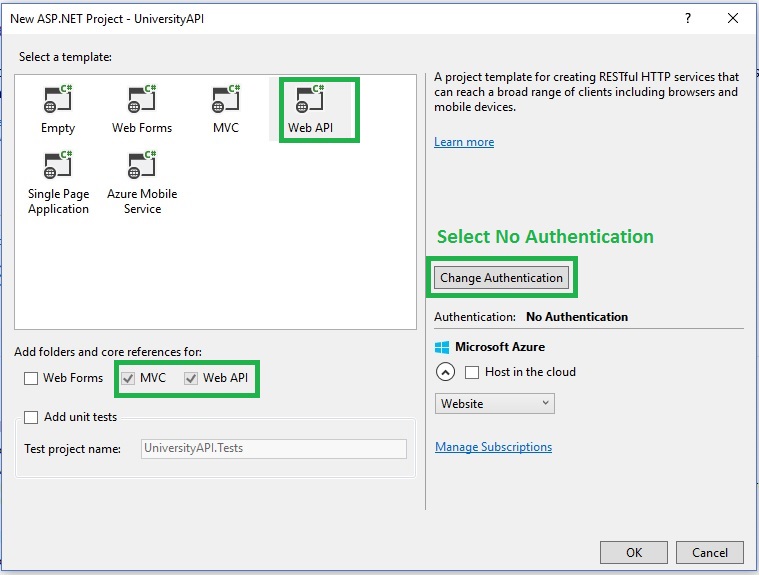 New ASP.NET Project - UniversityAPI
Select a template:
Empty
Web Forms
MVC
Web API
Single Page
Application
Azure Mobile
Service
A project template for creating RESTful HTTP services that
can reach a broad range of clients including browsers and
mobile devices.
Learn more
Select No Authentication
Change Authentication
Authentication: No Authentication
Microsoft Azure
Host in the cloud
Website
Manage Subscriptions
Add folders and core references for:
Web Forms
MVC
Web API
Add unit tests
Test project name: UniversityAPI.Tests
OK
Cancel